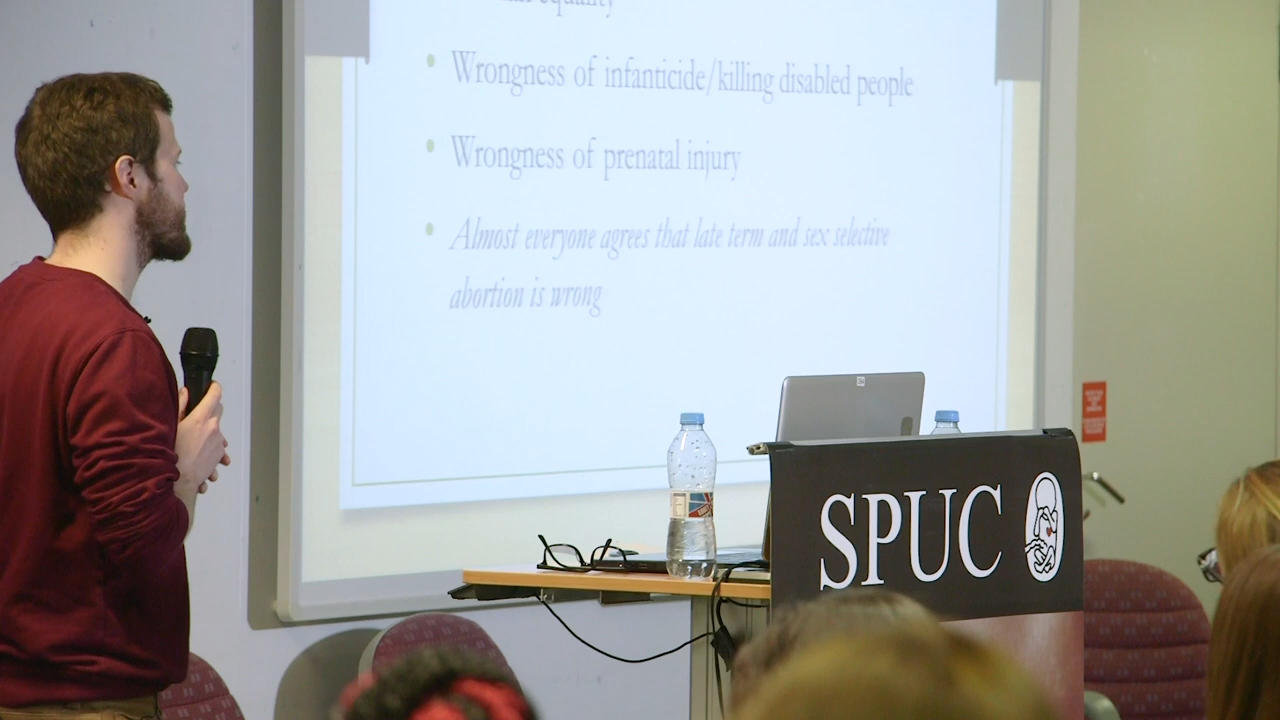 equality
Wrongness of infanticide/killing disabled people
Wrongness of prenatal injury
Almost everyone agrees that late term and sex selective
abortion is wrong
SPUC